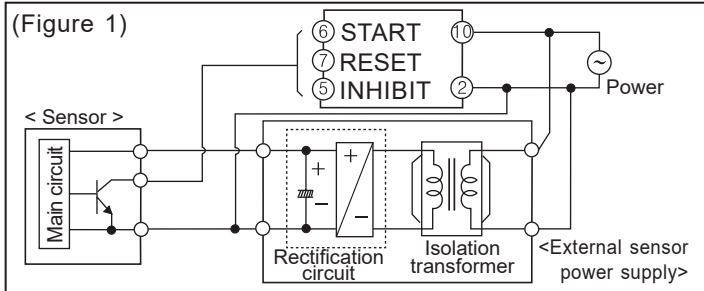 (Figure 1)
⑥ START ⑩
⑦ RESET
⑤ INHIBIT ②
~
Power
< Sensor >
Main circuit
+ +
− −
Rectification
circuit
Isolation
transformer
<External sensor
power supply>